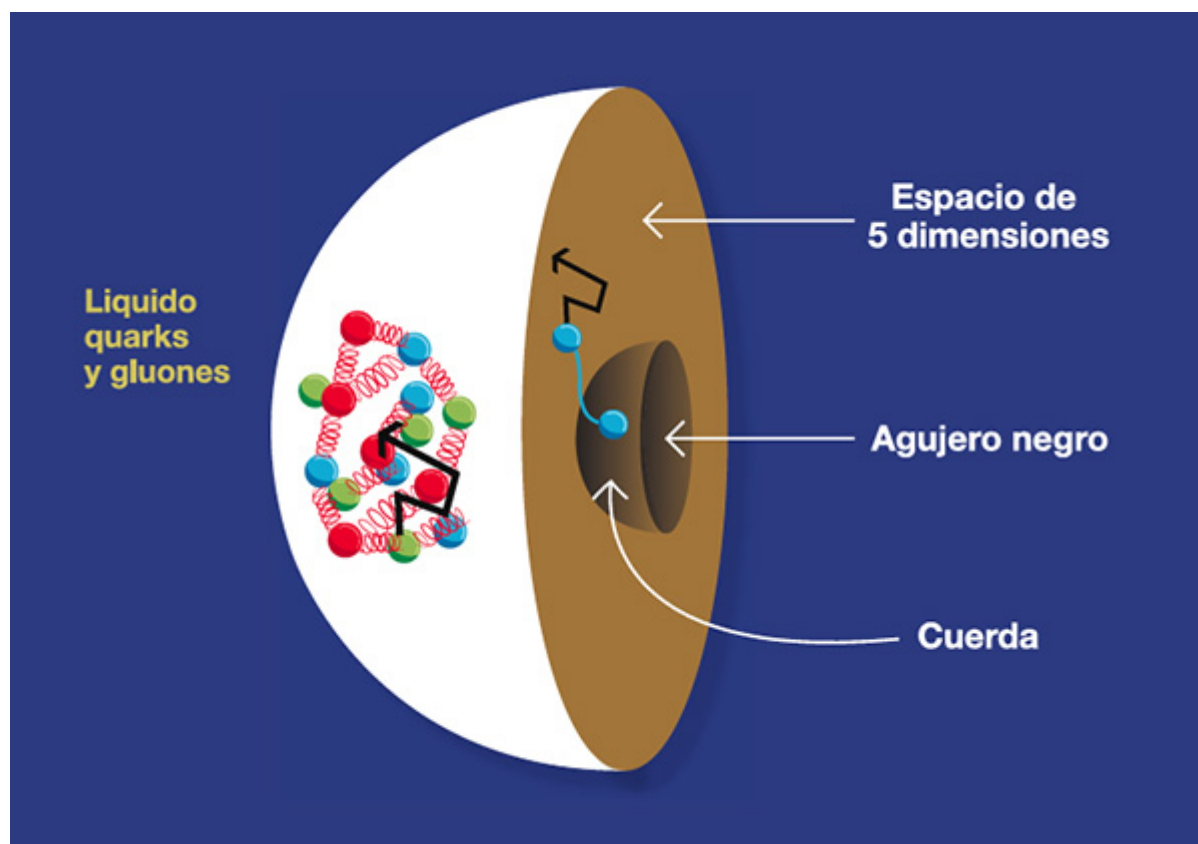 Liquido
quarks
y gluones
Espacio de
5 dimensiones
Agujero negro
Cuerda